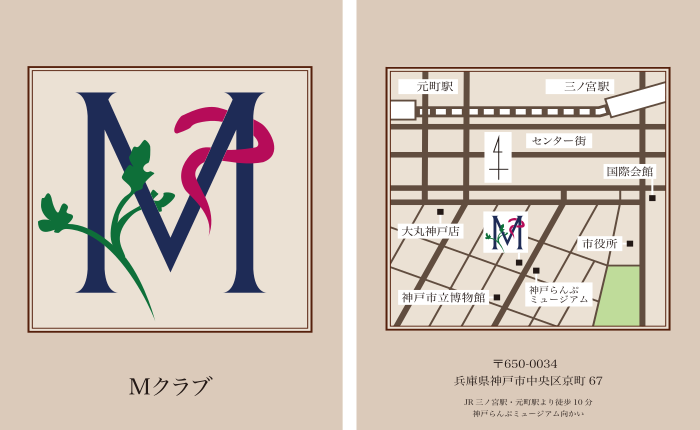 M
Mクラブ
元町駅
三ノ宮駅
センター街
国際会館
大丸神戸店
M
市役所
神戸市立博物館
神戸らんぷ
ミュージアム
〒650-0034
兵庫県神戸市中央区京町 67
JR 三ノ宮駅・元町駅より徒歩 10 分
神戸らんぷミュージアム向かい